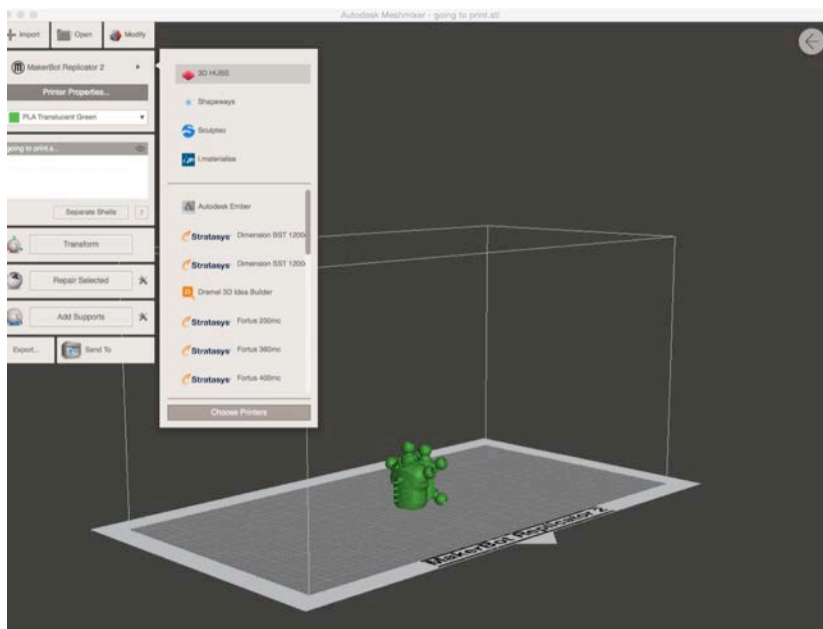 Autodesk Meshmixer - going to print.stl
Import
Open
Modify
MakerBot Replicator 2
Printer Properties...
PLA Translucent Green
going to print.s...
Separate Shells
Transform
Repair Selected
Add Supports
Export...
Send To
3D HUBS
Shapeways
Sculpteo
i.materialise
Autodesk Ember
Stratasys Dimension BST 1200
Stratasys Dimension SST 1200
Dremel 3D Idea Builder
Stratasys Fortus 250mc
Stratasys Fortus 360mc
Stratasys Fortus 400mc
Choose Printers
MakerBot Replicator 2